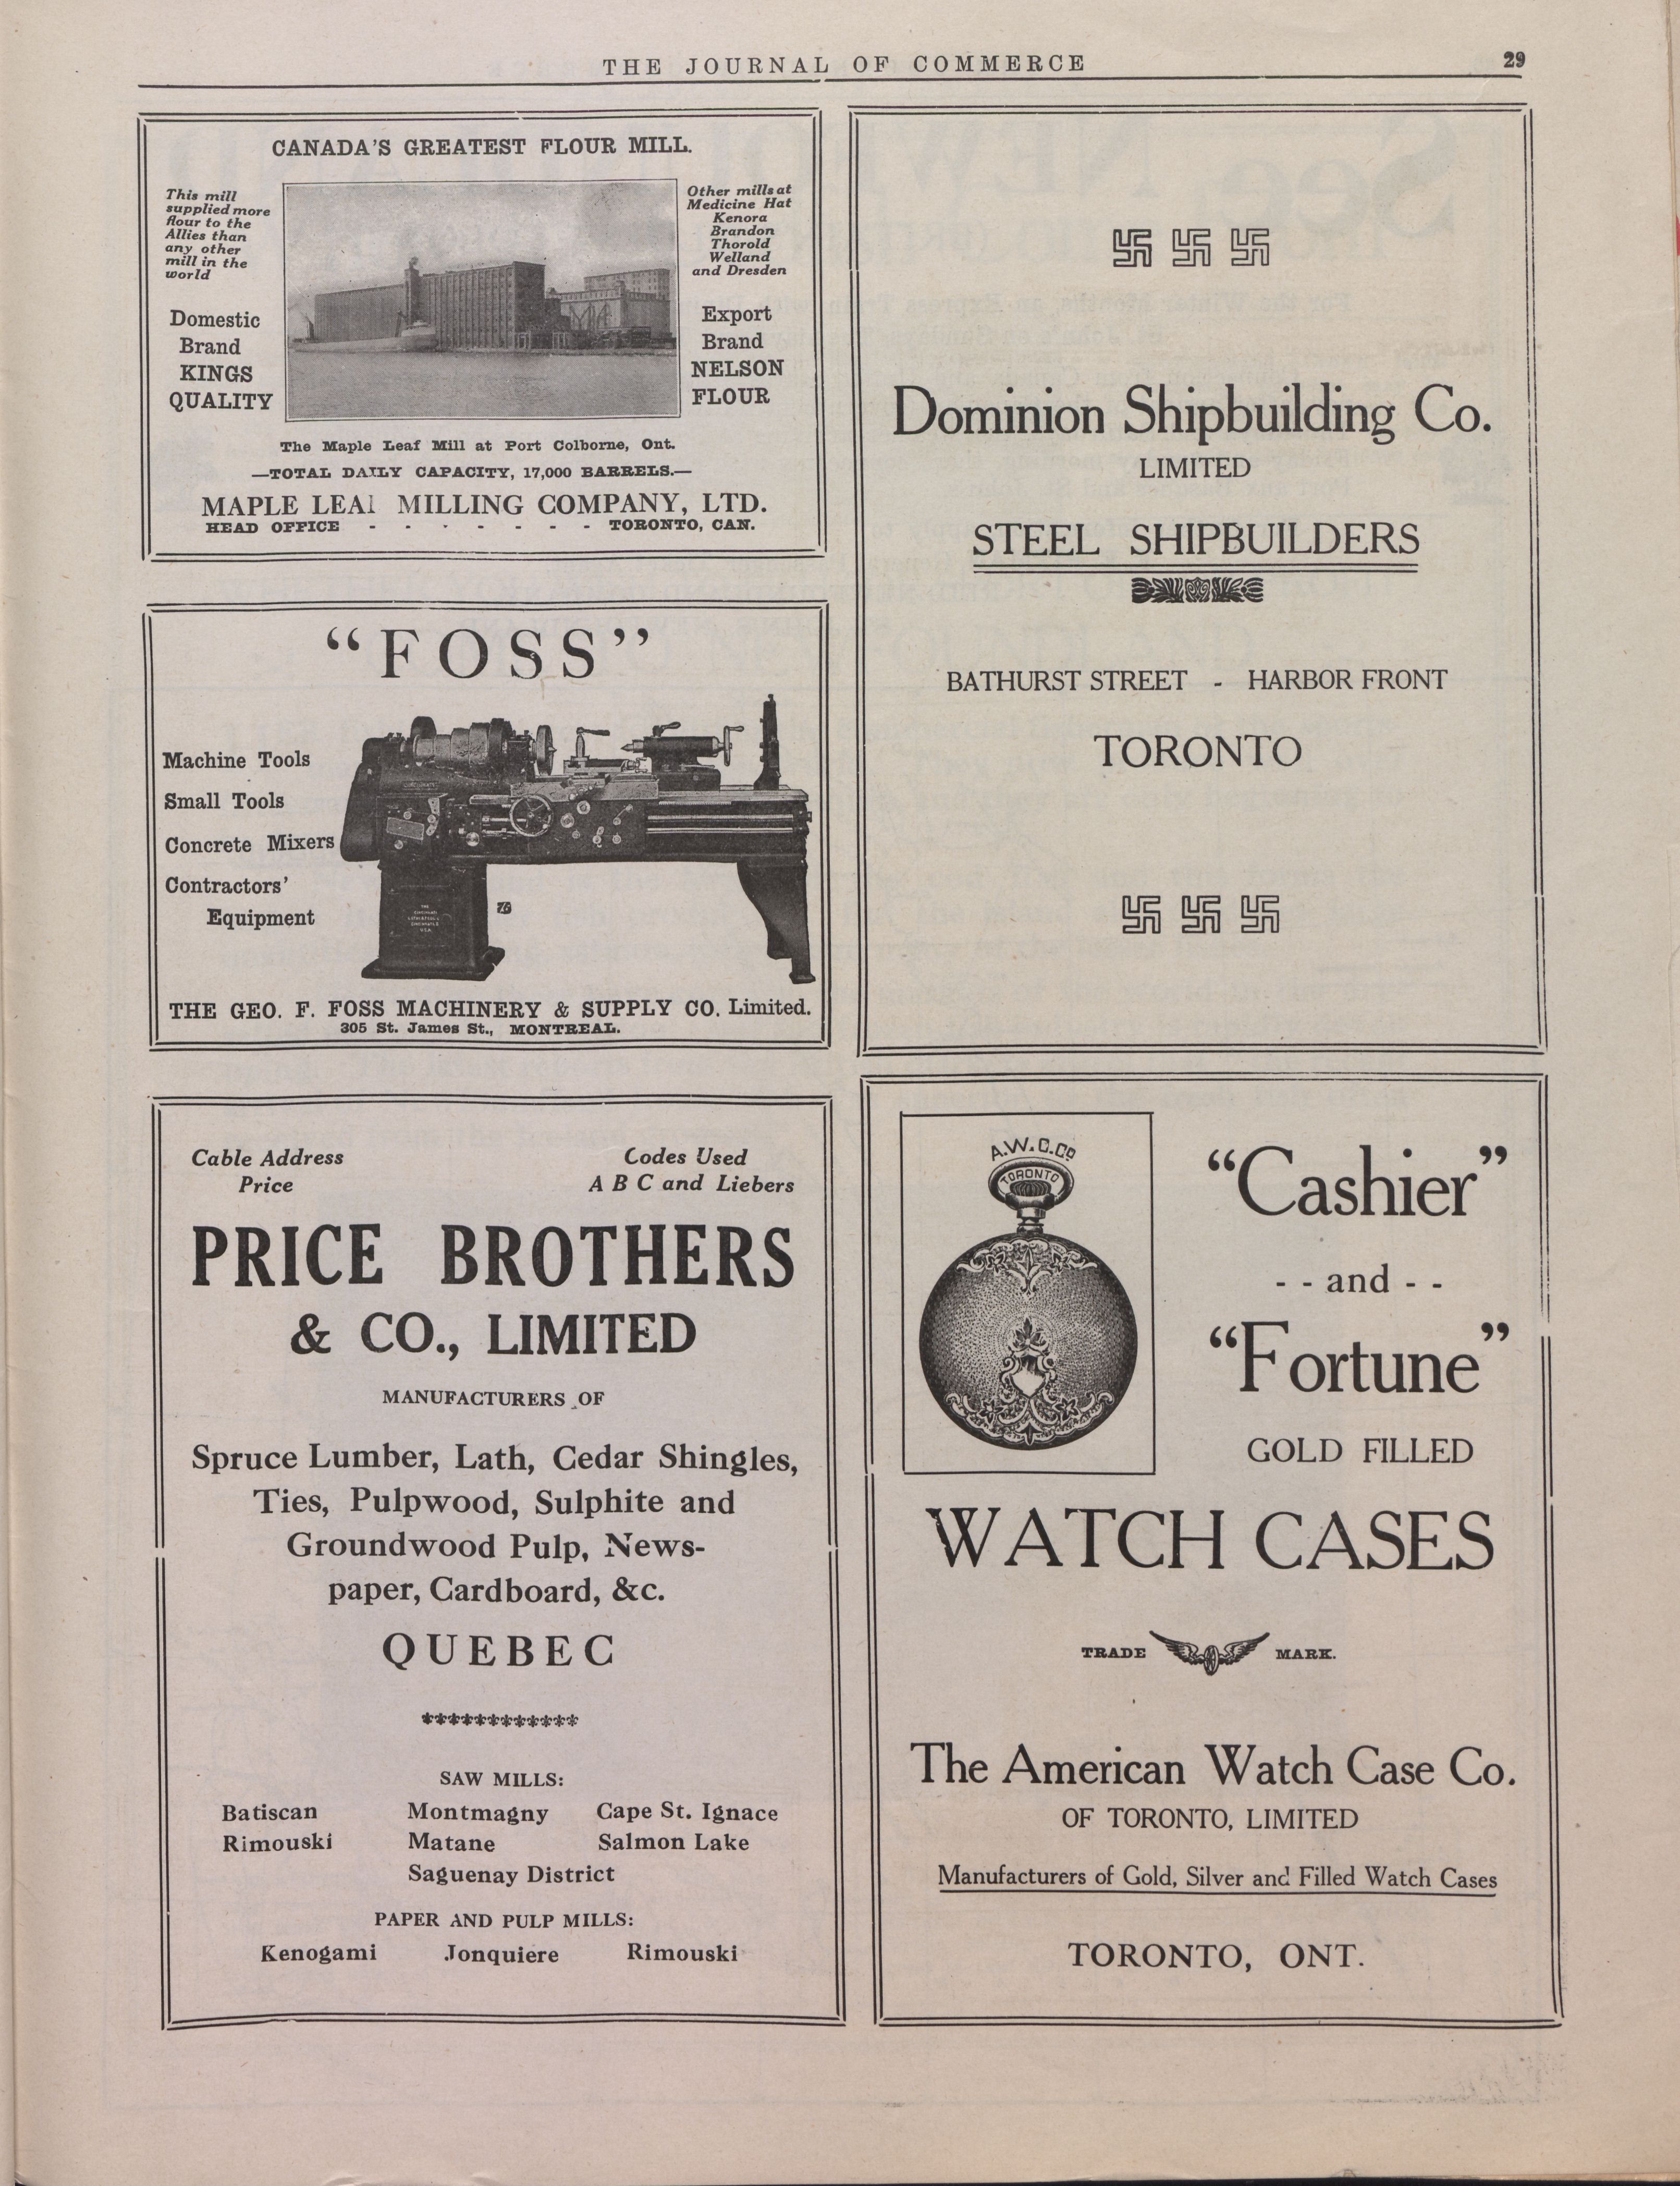 THE JOURNAL OF COMMERCE
29
CANADA'S GREATEST FLOUR MILL.
This mill
supplied more
flour to the
Allies than
any other
mill in the
world
Domestic
Brand
KINGS
QUALITY
Other mills at
Medicine Hat
Kenora
Brandon
Thorold
Welland
and Dresden
Export
Brand
NELSON
FLOUR
The Maple Leaf Mill at Port Colborne, Ont.
—TOTAL DAILY CAPACITY, 17,000 BARRELS.—
MAPLE LEAF MILLING COMPANY, LTD.
HEAD OFFICE - - - - - - - TORONTO, CAN.
"FOSS"
Machine Tools
Small Tools
Concrete Mixers
Contractors'
Equipment
THE GEO. F. FOSS MACHINERY & SUPPLY CO. Limited.
305 St. James St., MONTREAL.
Cable Address
Price
Codes Used
A B C and Liebers
PRICE BROTHERS
& CO., LIMITED
MANUFACTURERS OF
Spruce Lumber, Lath, Cedar Shingles,
Ties, Pulpwood, Sulphite and
Groundwood Pulp, News-
paper, Cardboard, &c.
QUEBEC
SAW MILLS:
Batiscan Montmagny Cape St. Ignace
Rimouski Matane Salmon Lake
Saguenay District
PAPER AND PULP MILLS:
Kenogami Jonquiere Rimouski
Dominion Shipbuilding Co.
LIMITED
STEEL SHIPBUILDERS
BATHURST STREET - HARBOR FRONT
TORONTO
A.W.C.Co
TORONTO
"Cashier"
- - and - -
"Fortune"
GOLD FILLED
WATCH CASES
TRADE MARK.
The American Watch Case Co.
OF TORONTO, LIMITED
Manufacturers of Gold, Silver and Filled Watch Cases
TORONTO, ONT.